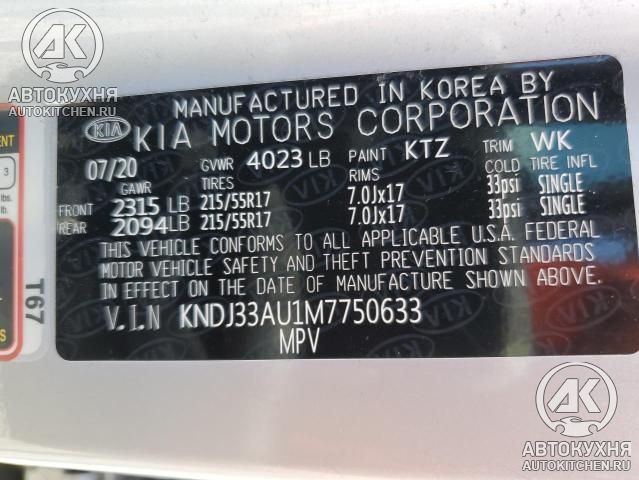 АВТОКУХНЯ
AUTOKITCHEN.RU
MANUFACTURED IN KOREA BY
KIA KIA MOTORS CORPORATION
07/20 GVWR 4023 LB PAINT KTZ TRIM WK
GAWR TIRES RIMS COLD TIRE INFL
FRONT 2315 LB 215/55R17 7.0Jx17 33psi SINGLE
REAR 2094LB 215/55R17 7.0Jx17 33psi SINGLE
THIS VEHICLE CONFORMS TO ALL APPLICABLE U.S.A. FEDERAL
MOTOR VEHICLE SAFETY AND THEFT PREVENTION STANDARDS
IN EFFECT ON THE DATE OF MANUFACTURE SHOWN ABOVE.
V.I.N KNDJ33AU1M7750633
MPV
3
T67
АВТОКУХНЯ
AUTOKITCHEN.RU